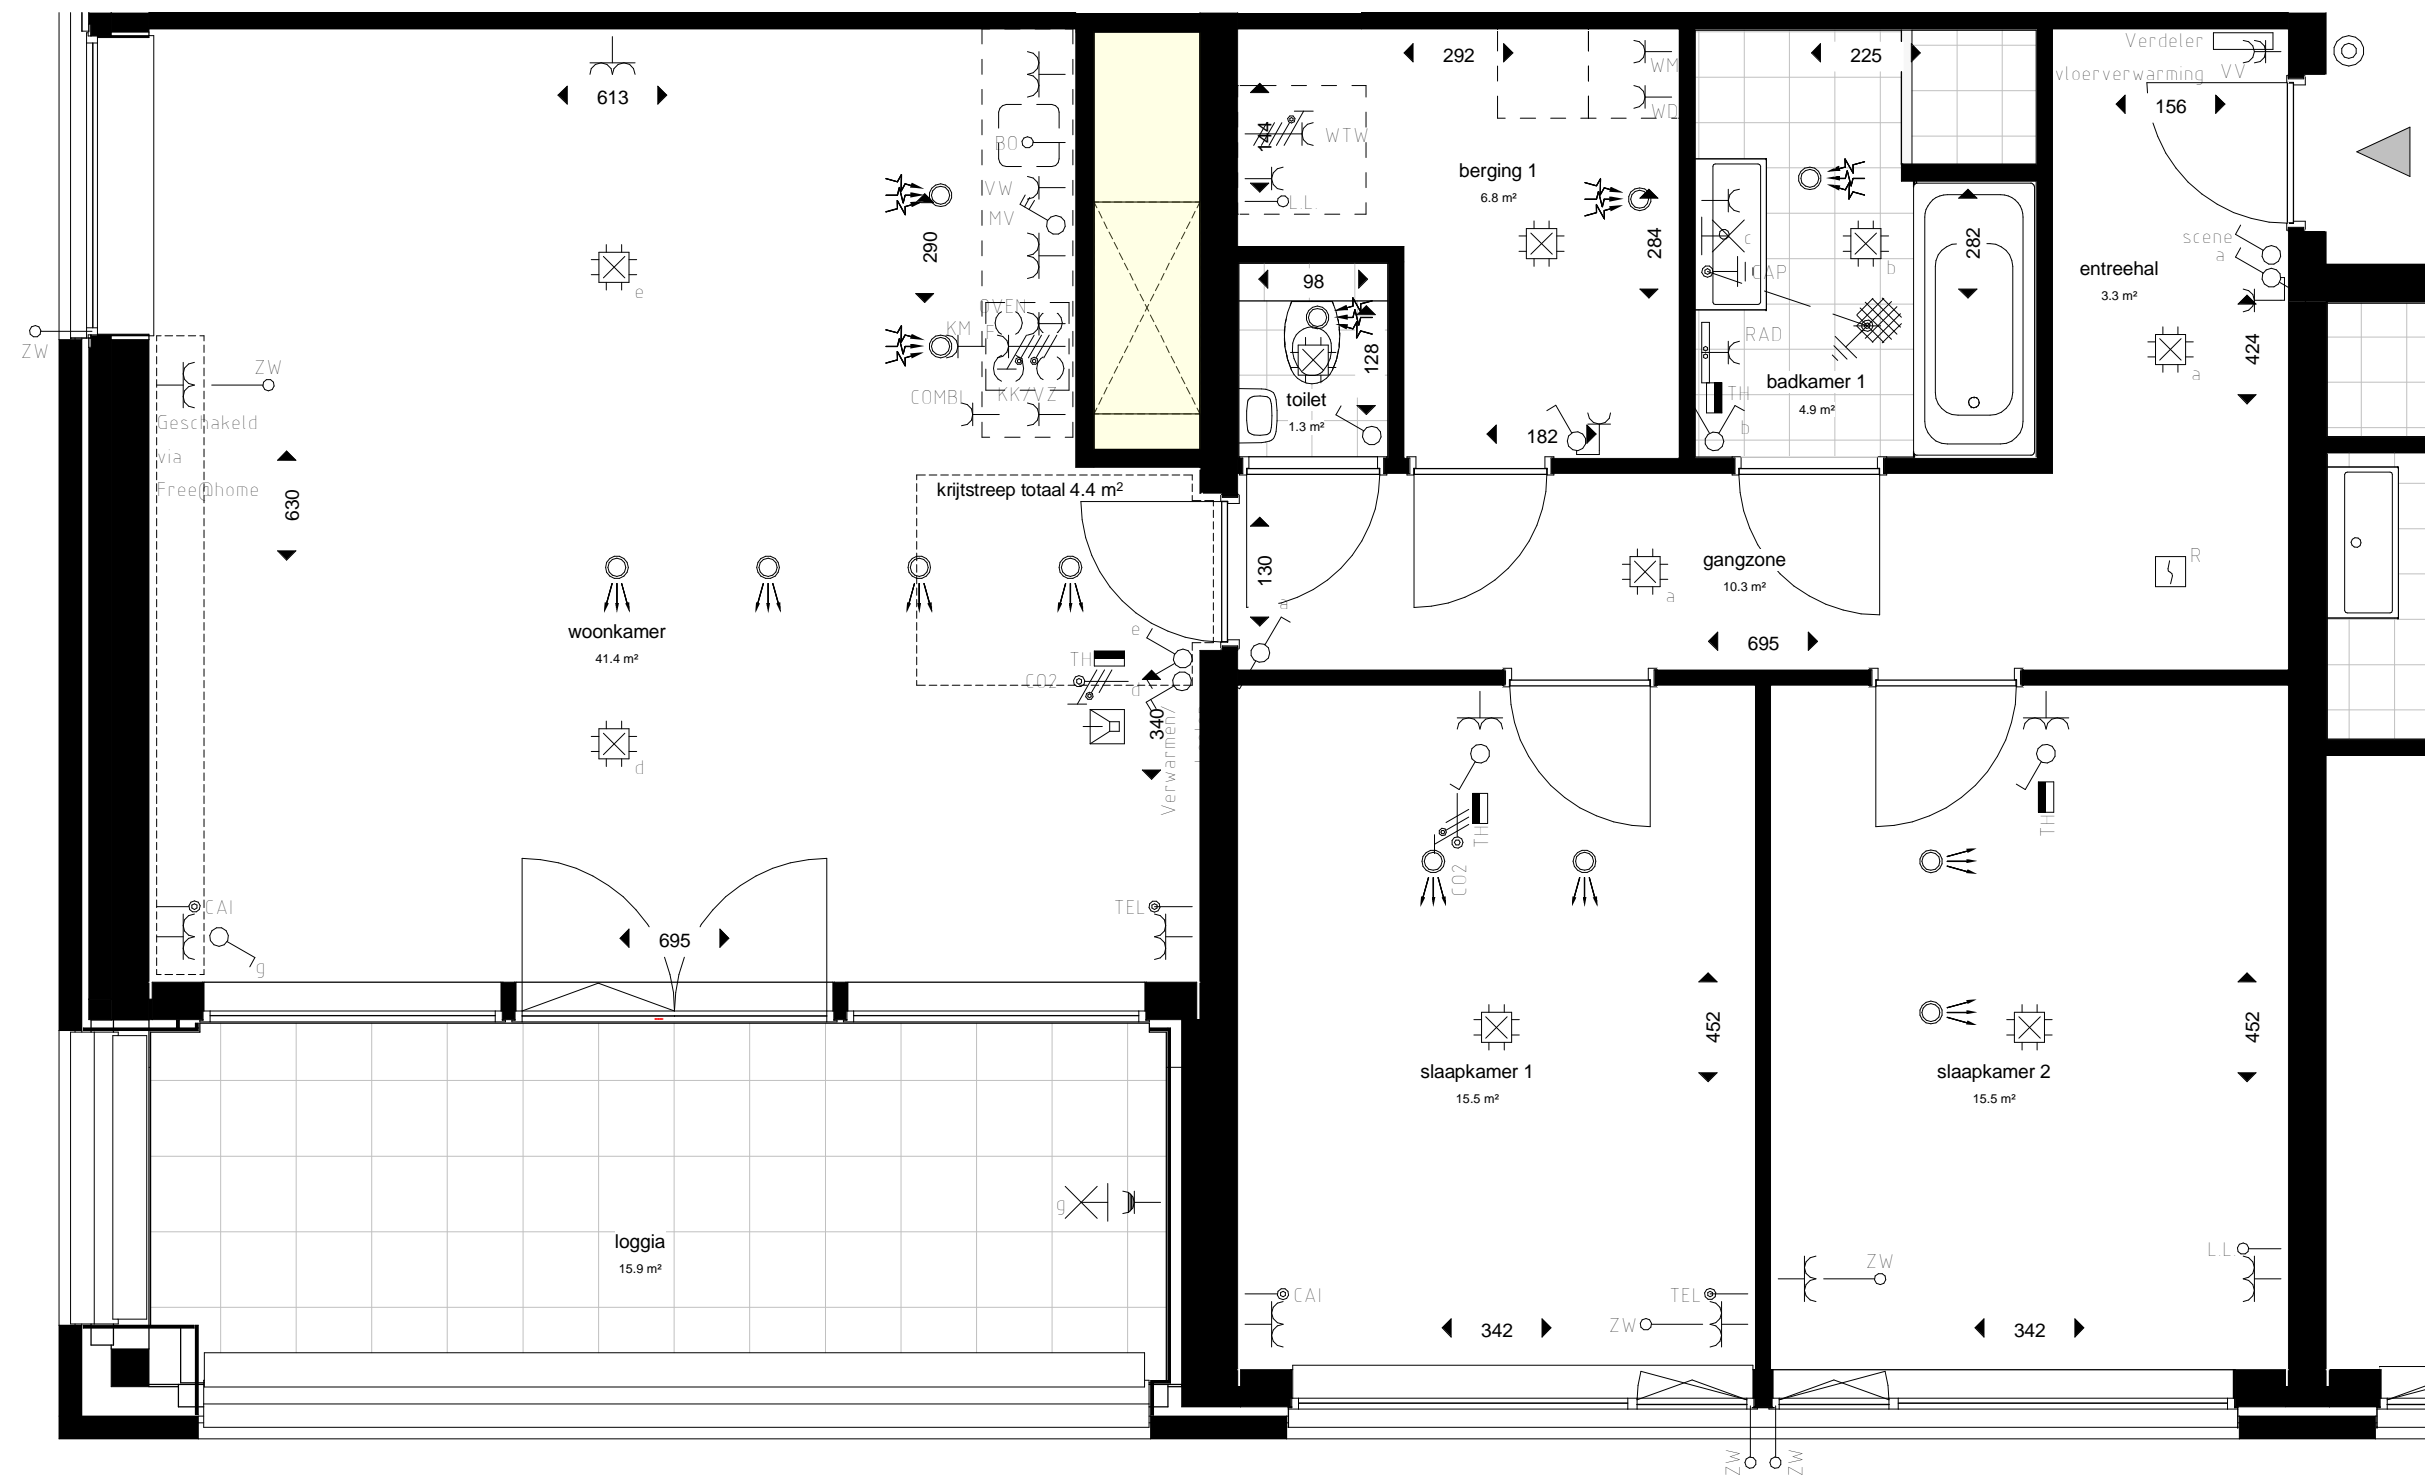 Verdeler
vloerverwarming VV
292
225
613
156
WM
WD
144
WTW
BO
VW
MV
L.L.
berging 1
6.8 m²
290
284
282
c
b
CAP
scene
a
entreehal
3.3 m²
e
98
OVEN
KM
RAD
128
424
a
ZW
ZW
COMBI
KK/VZ
toilet
1.3 m²
badkamer 1
4.9 m²
TH
b
182
Geschakeld
via
Free@home
630
krijtstreep totaal 4.4 m²
130
a
gangzone
10.3 m²
a
R
woonkamer
41.4 m²
e
TH
CO2
d
695
340
Verwarmen/
d
TH
CO2
TH
CAI
g
TEL
695
452
452
slaapkamer 1
15.5 m²
slaapkamer 2
15.5 m²
g
loggia
15.9 m²
L.L.
ZW
CAI
TEL
ZW
342
342
ZW
ZW